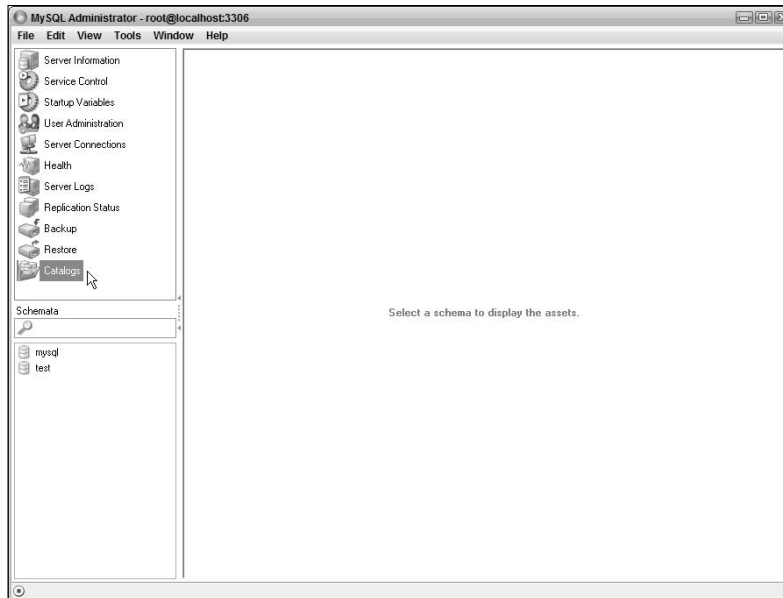 MySQL Administrator - root@localhost:3306
File Edit View Tools Window Help
Server Information
Service Control
Startup Variables
User Administration
Server Connections
Health
Server Logs
Replication Status
Backup
Restore
Catalogs
Schemata
mysql
test
Select a schema to display the assets.